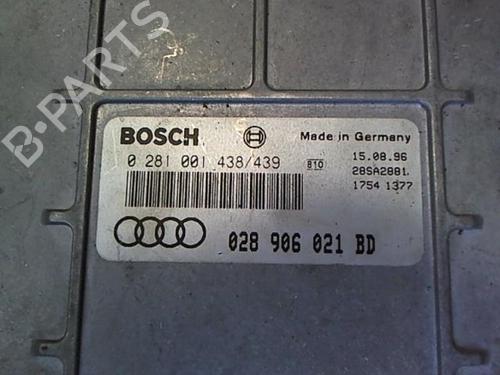 B-PARTS
BOSCH
Made in Germany
0 281 001 438/439
810
15.08.96
28SA2881
1754 1377
028 906 021 BD